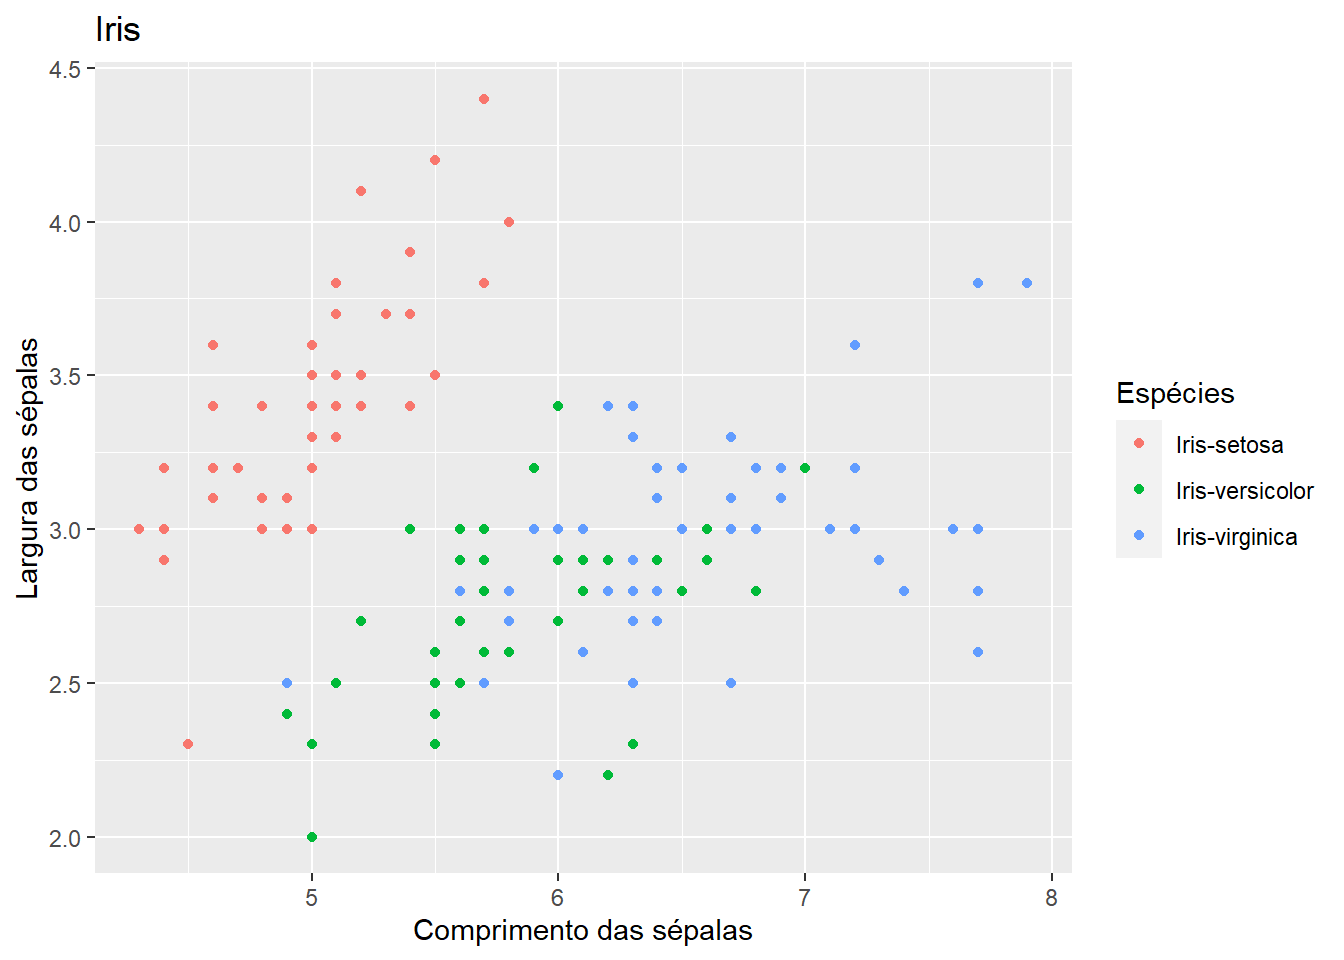 Iris
4.5
4.0
3.5
3.0
2.5
2.0
Largura das sépalas
5 6 7 8
Comprimento das sépalas
Espécies
Iris-setosa
Iris-versicolor
Iris-virginica